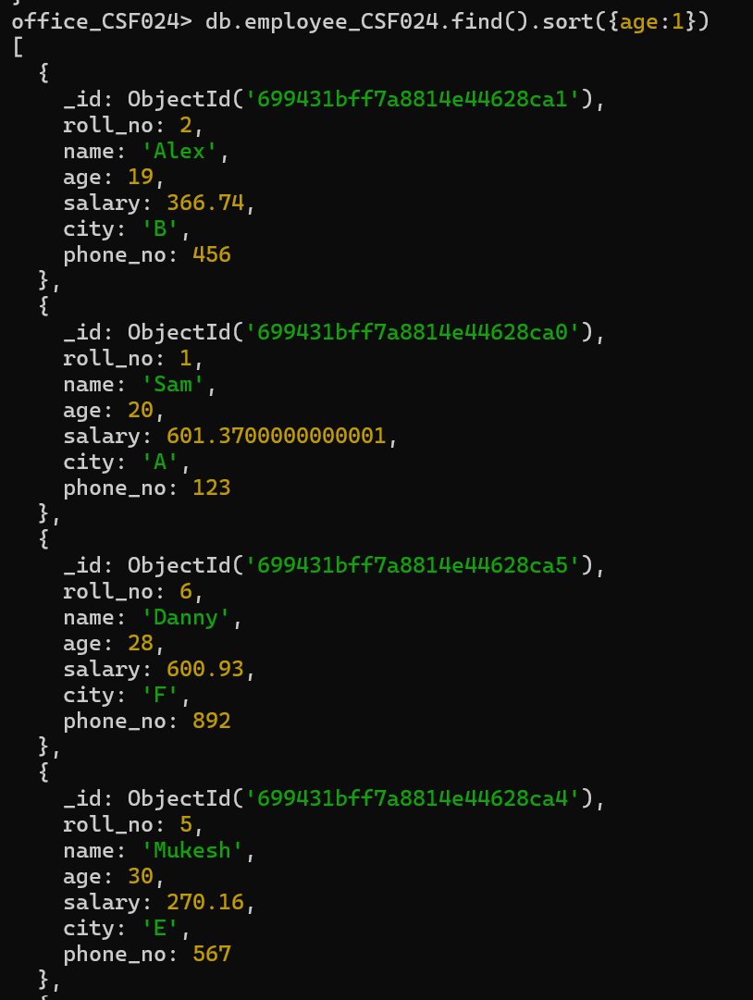 }
office_CSF024> db.employee_CSF024.find().sort({age:1})
[
  {
    _id: ObjectId('699431bff7a8814e44628ca1'),
    roll_no: 2,
    name: 'Alex',
    age: 19,
    salary: 366.74,
    city: 'B',
    phone_no: 456
  },
  {
    _id: ObjectId('699431bff7a8814e44628ca0'),
    roll_no: 1,
    name: 'Sam',
    age: 20,
    salary: 601.3700000000001,
    city: 'A',
    phone_no: 123
  },
  {
    _id: ObjectId('699431bff7a8814e44628ca5'),
    roll_no: 6,
    name: 'Danny',
    age: 28,
    salary: 600.93,
    city: 'F',
    phone_no: 892
  },
  {
    _id: ObjectId('699431bff7a8814e44628ca4'),
    roll_no: 5,
    name: 'Mukesh',
    age: 30,
    salary: 270.16,
    city: 'E',
    phone_no: 567
  },
  {